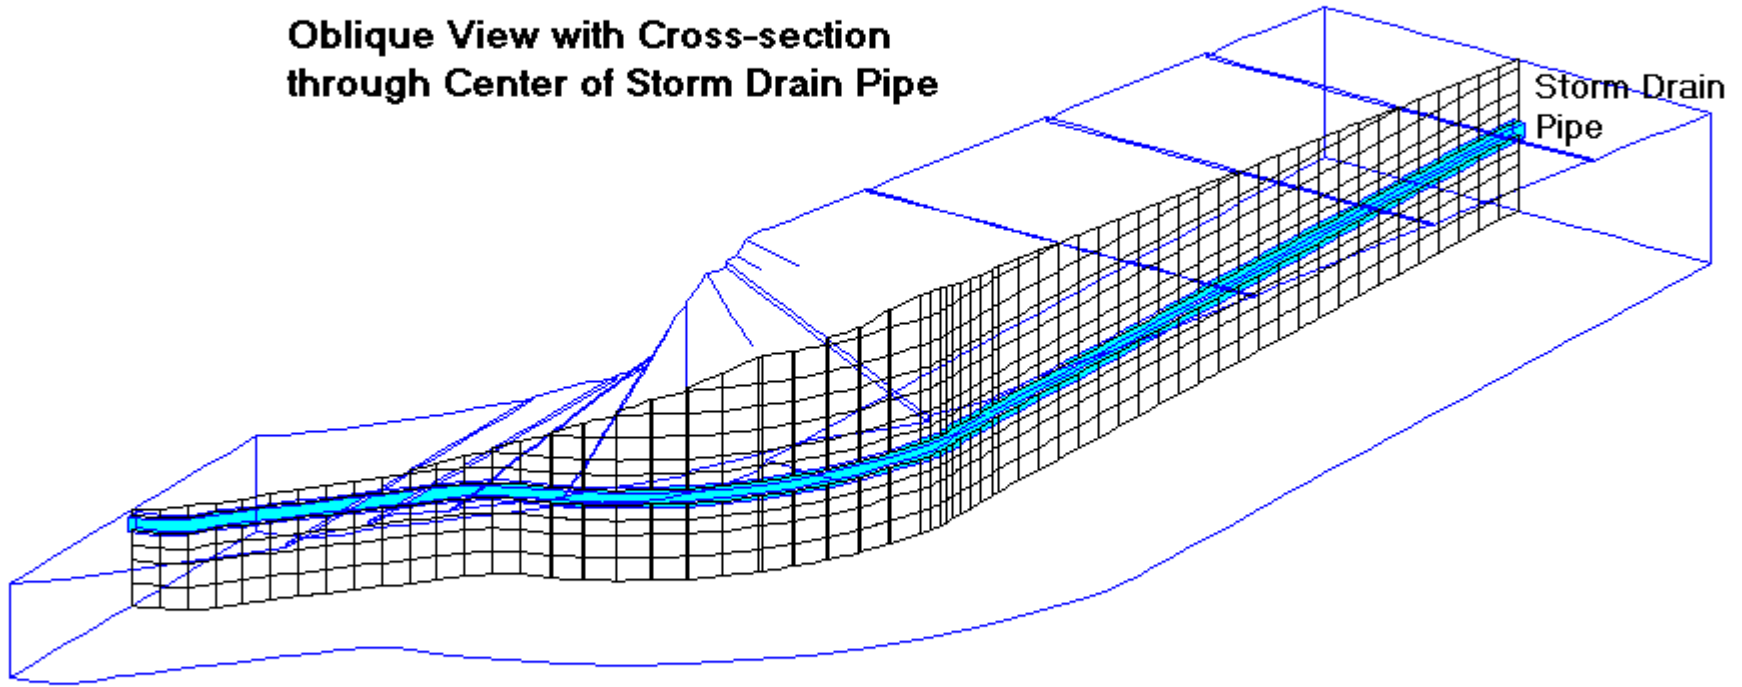 Oblique View with Cross-section
through Center of Storm Drain Pipe
Storm Drain
Pipe